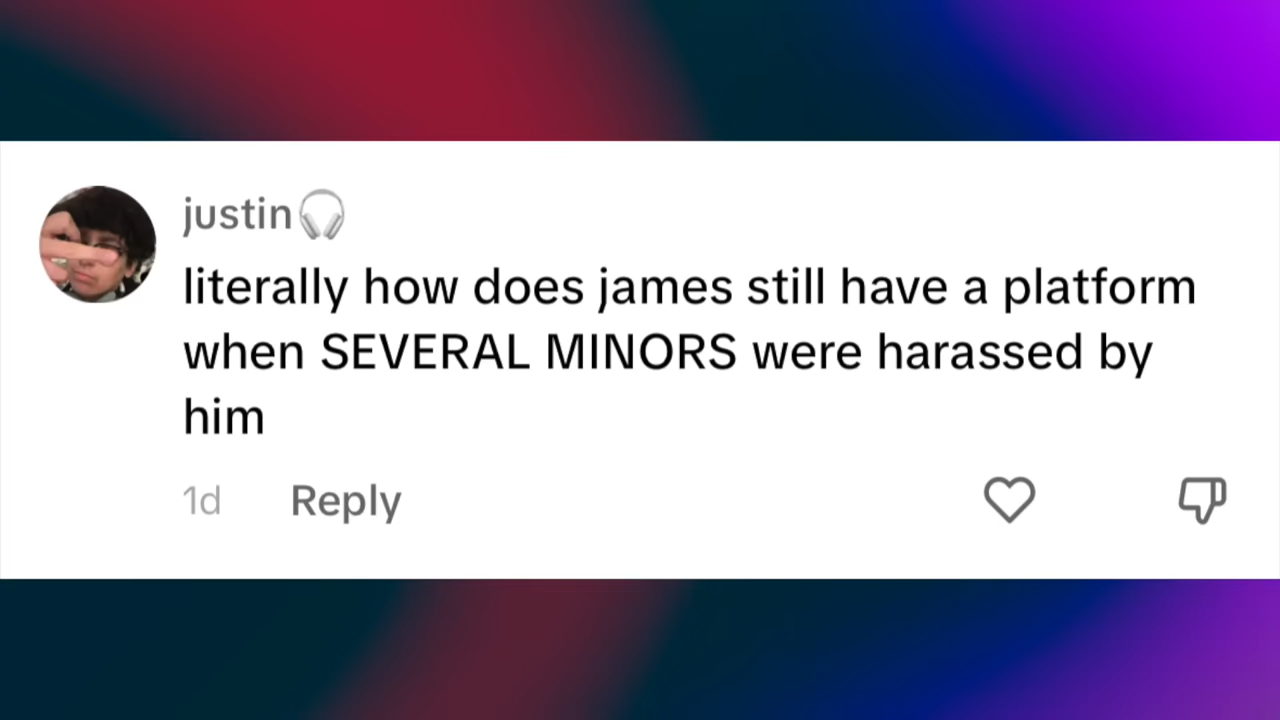 justin🎧
literally how does james still have a platform
when SEVERAL MINORS were harassed by
him
1d Reply